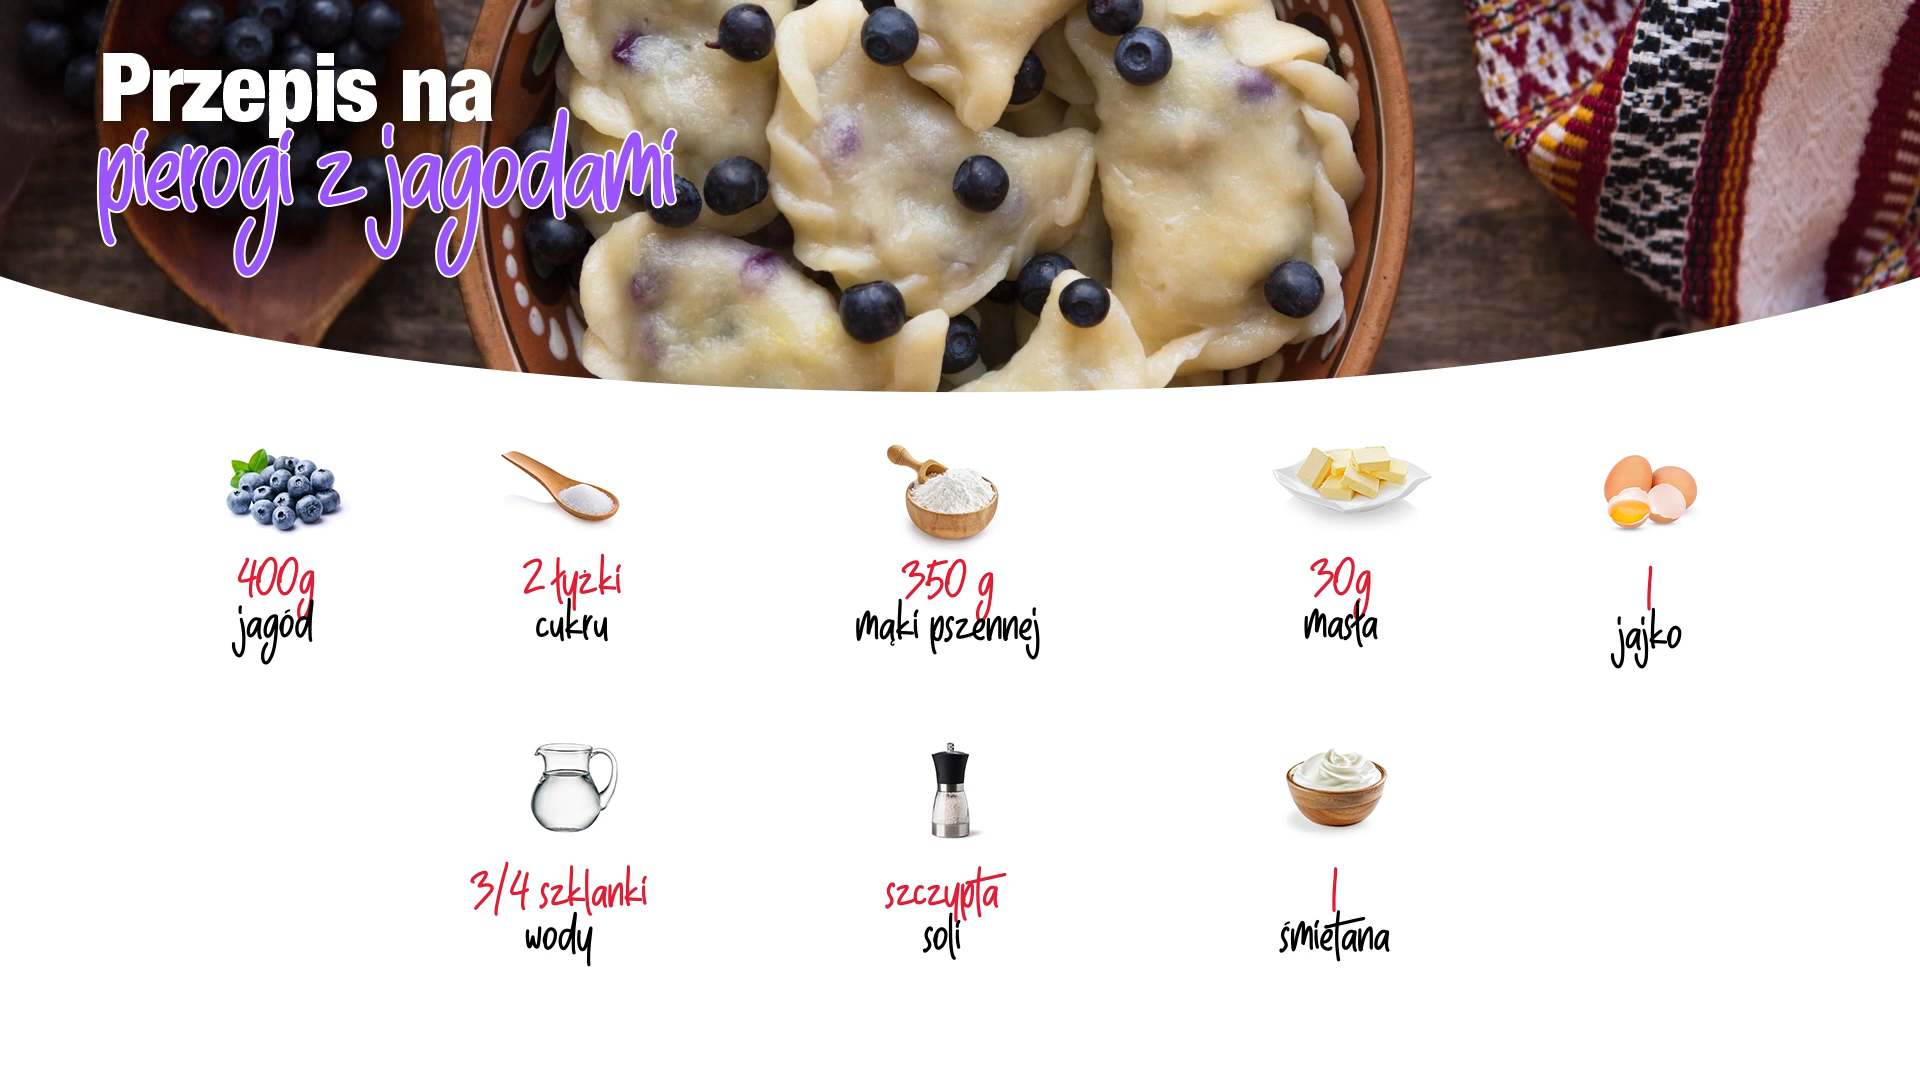 Przepis na
pierogi z jagodami
400g
jagód
2 łyżki
cukru
350 g
mąki pszennej
30g
masła
1
jajko
3/4 szklanki
wody
szczypta
soli
1
śmietana